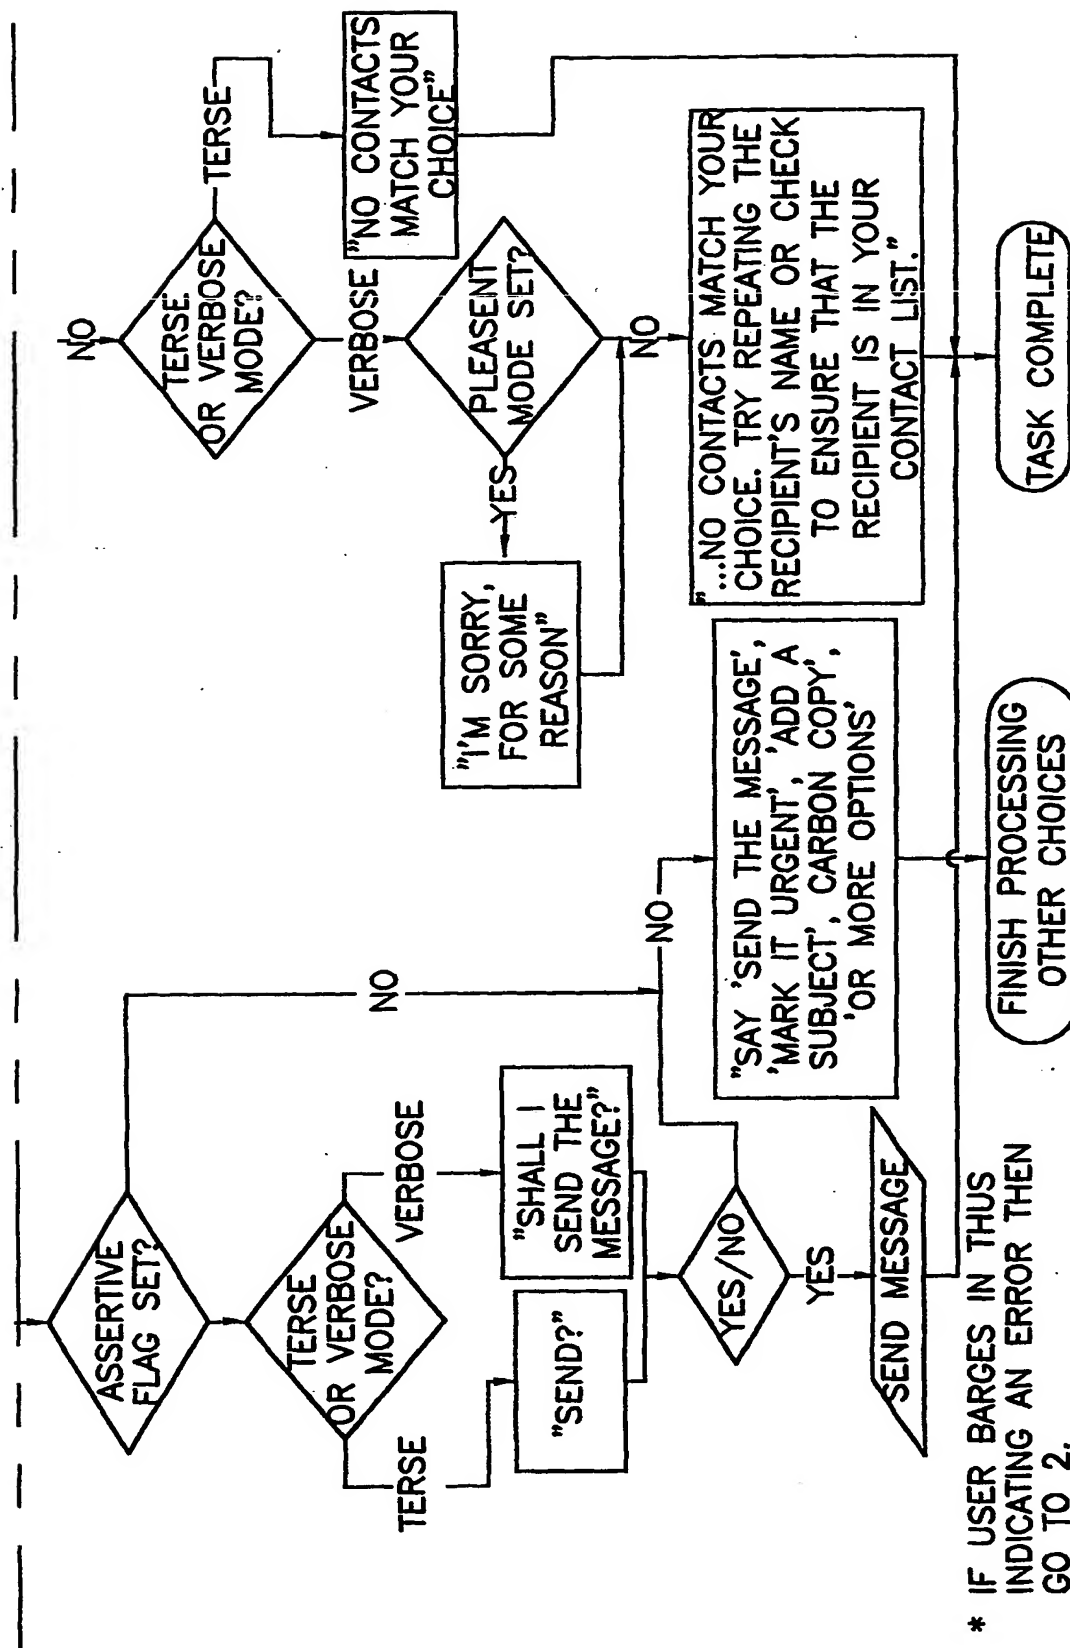 ASSERTIVE
FLAG SET?
NO
TERSE
OR VERBOSE
MODE?
TERSE
VERBOSE
"SEND?"
"SHALL I
SEND THE
MESSAGE?"
YES/NO
NO
YES
SEND MESSAGE
"SAY 'SEND THE MESSAGE',
'MARK IT URGENT', 'ADD A
SUBJECT', CARBON COPY',
'OR MORE OPTIONS'
FINISH PROCESSING
OTHER CHOICES
NO
TERSE
OR VERBOSE
MODE?
TERSE
"NO CONTACTS
MATCH YOUR
CHOICE"
VERBOSE
PLEASENT
MODE SET?
YES
"I'M SORRY,
FOR SOME
REASON"
NO
"...NO CONTACTS MATCH YOUR
CHOICE. TRY REPEATING THE
RECIPIENT'S NAME OR CHECK
TO ENSURE THAT THE
RECIPIENT IS IN YOUR
CONTACT LIST."
TASK COMPLETE
* IF USER BARGES IN THUS
INDICATING AN ERROR THEN
GO TO 2.